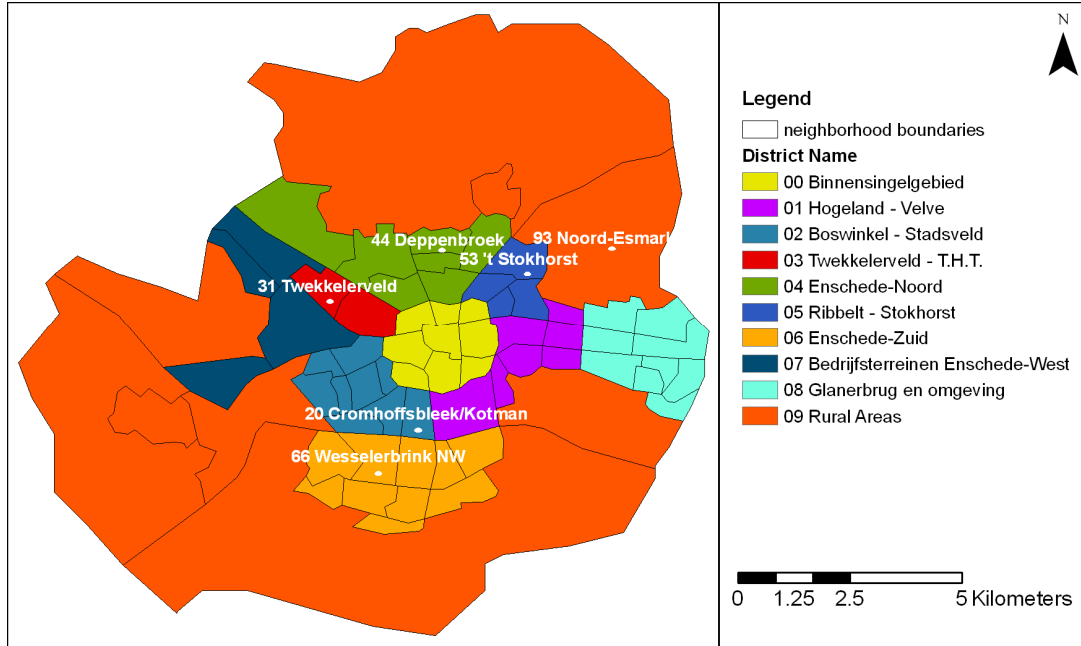 44 Deppenbroek
93 Noord-Esmark
53 't Stokhorst
31 Twekkelerveld
20 Cromhoffsbleek/Kotman
66 Wesselerbrink NW
N
Legend
neighborhood boundaries
District Name
00 Binnensingelgebied
01 Hogeland - Velve
02 Boswinkel - Stadsveld
03 Twekkelerveld - T.H.T.
04 Enschede-Noord
05 Ribbelt - Stokhorst
06 Enschede-Zuid
07 Bedrijfsterreinen Enschede-West
08 Glanerbrug en omgeving
09 Rural Areas
0 1.25 2.5 5 Kilometers